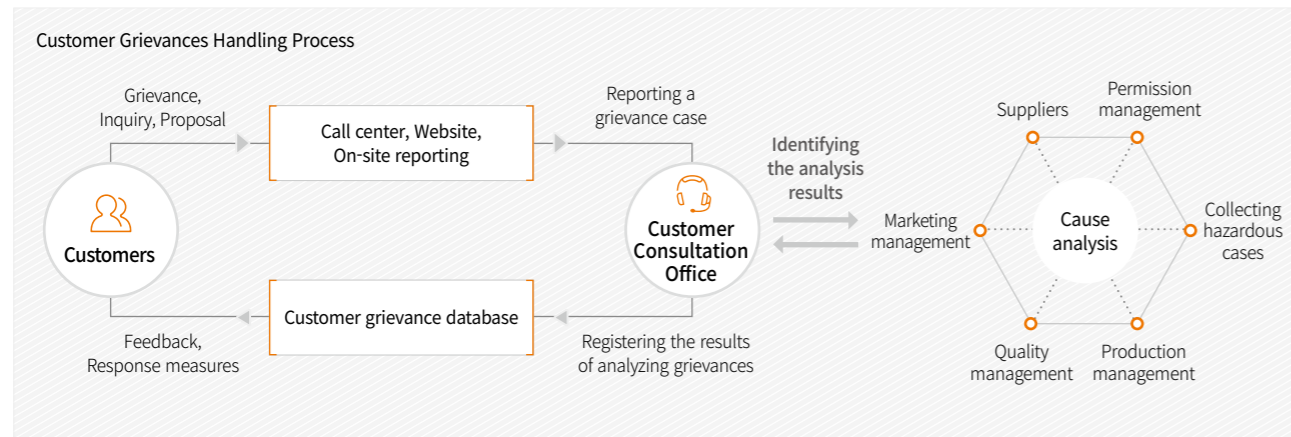 Customer Grievances Handling Process
Grievance,
Inquiry, Proposal
Call center, Website,
On-site reporting
Reporting a
grievance case
Customers
Customer
Consultation
Office
Customer grievance database
Feedback,
Response measures
Registering the results
of analyzing grievances
Identifying
the analysis
results
Suppliers
Permission
management
Marketing
management
Cause
analysis
Collecting
hazardous
cases
Quality
management
Production
management